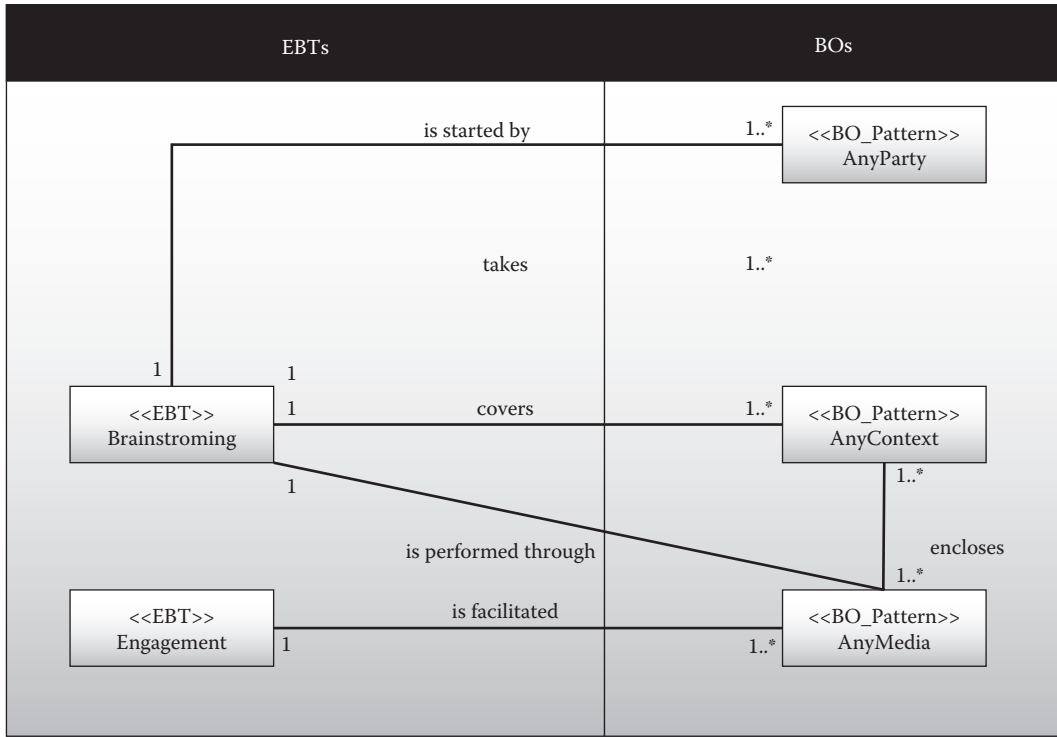 EBTs
BOs
is started by
1..*
<<BO_Pattern>>
AnyParty
takes
1..*
1
1
<<EBT>>
Brainstroming
1
covers
1..*
<<BO_Pattern>>
AnyContext
1
1..*
is performed through
encloses
1..*
<<EBT>>
Engagement
1
is facilitated
1..*
<<BO_Pattern>>
AnyMedia